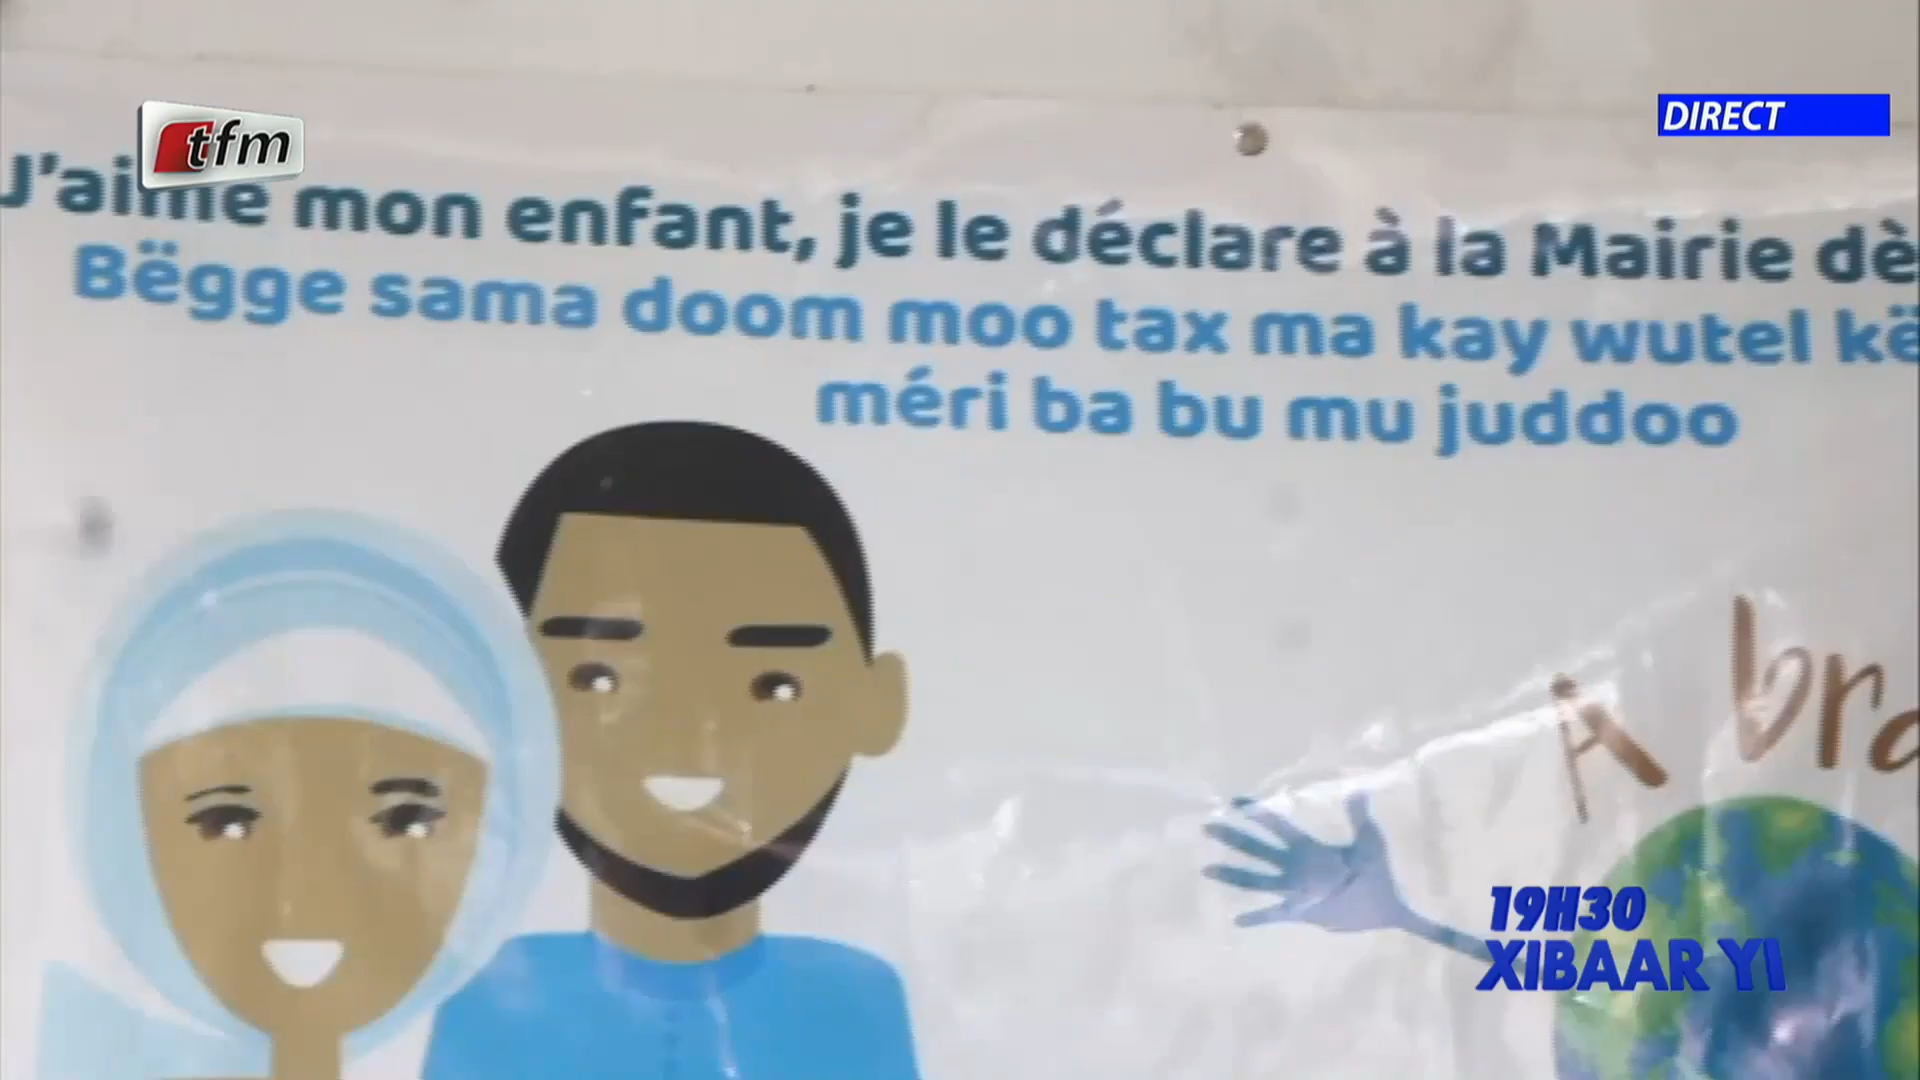 tfm
DIRECT
J'aime mon enfant, je le déclare à la Mairie dè
Bëgge sama doom moo tax ma kay wutel kë
méri ba bu mu juddoo
A bra
19H30
XIBAAR YI